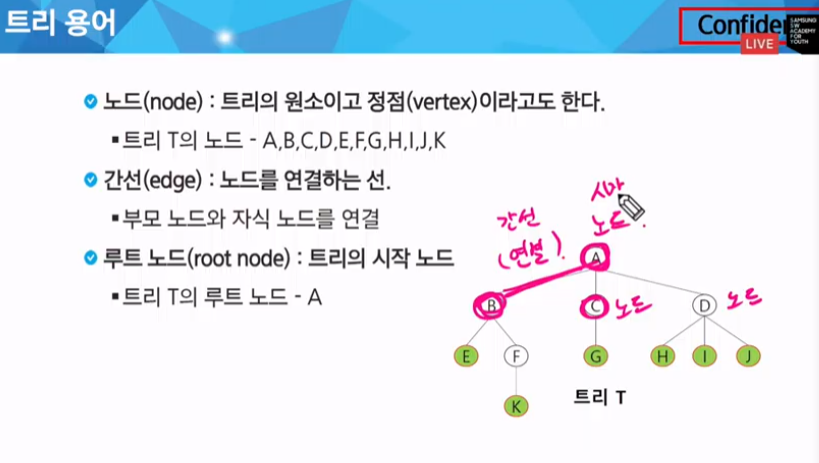 트리 용어
Confiden
LIVE
SAMSUNG
SW
ACADEMY
FOR
YOUTH
노드(node) : 트리의 원소이고 정점(vertex)이라고도 한다.
▪트리 T의 노드 - A,B,C,D,E,F,G,H,I,J,K
간선(edge) : 노드를 연결하는 선.
▪부모 노드와 자식 노드를 연결
루트 노드(root node) : 트리의 시작 노드
▪트리 T의 루트 노드 - A
시작
노드.
간선
(연결).
A
B C 노드 D 노드
E F G H I J
K
트리 T